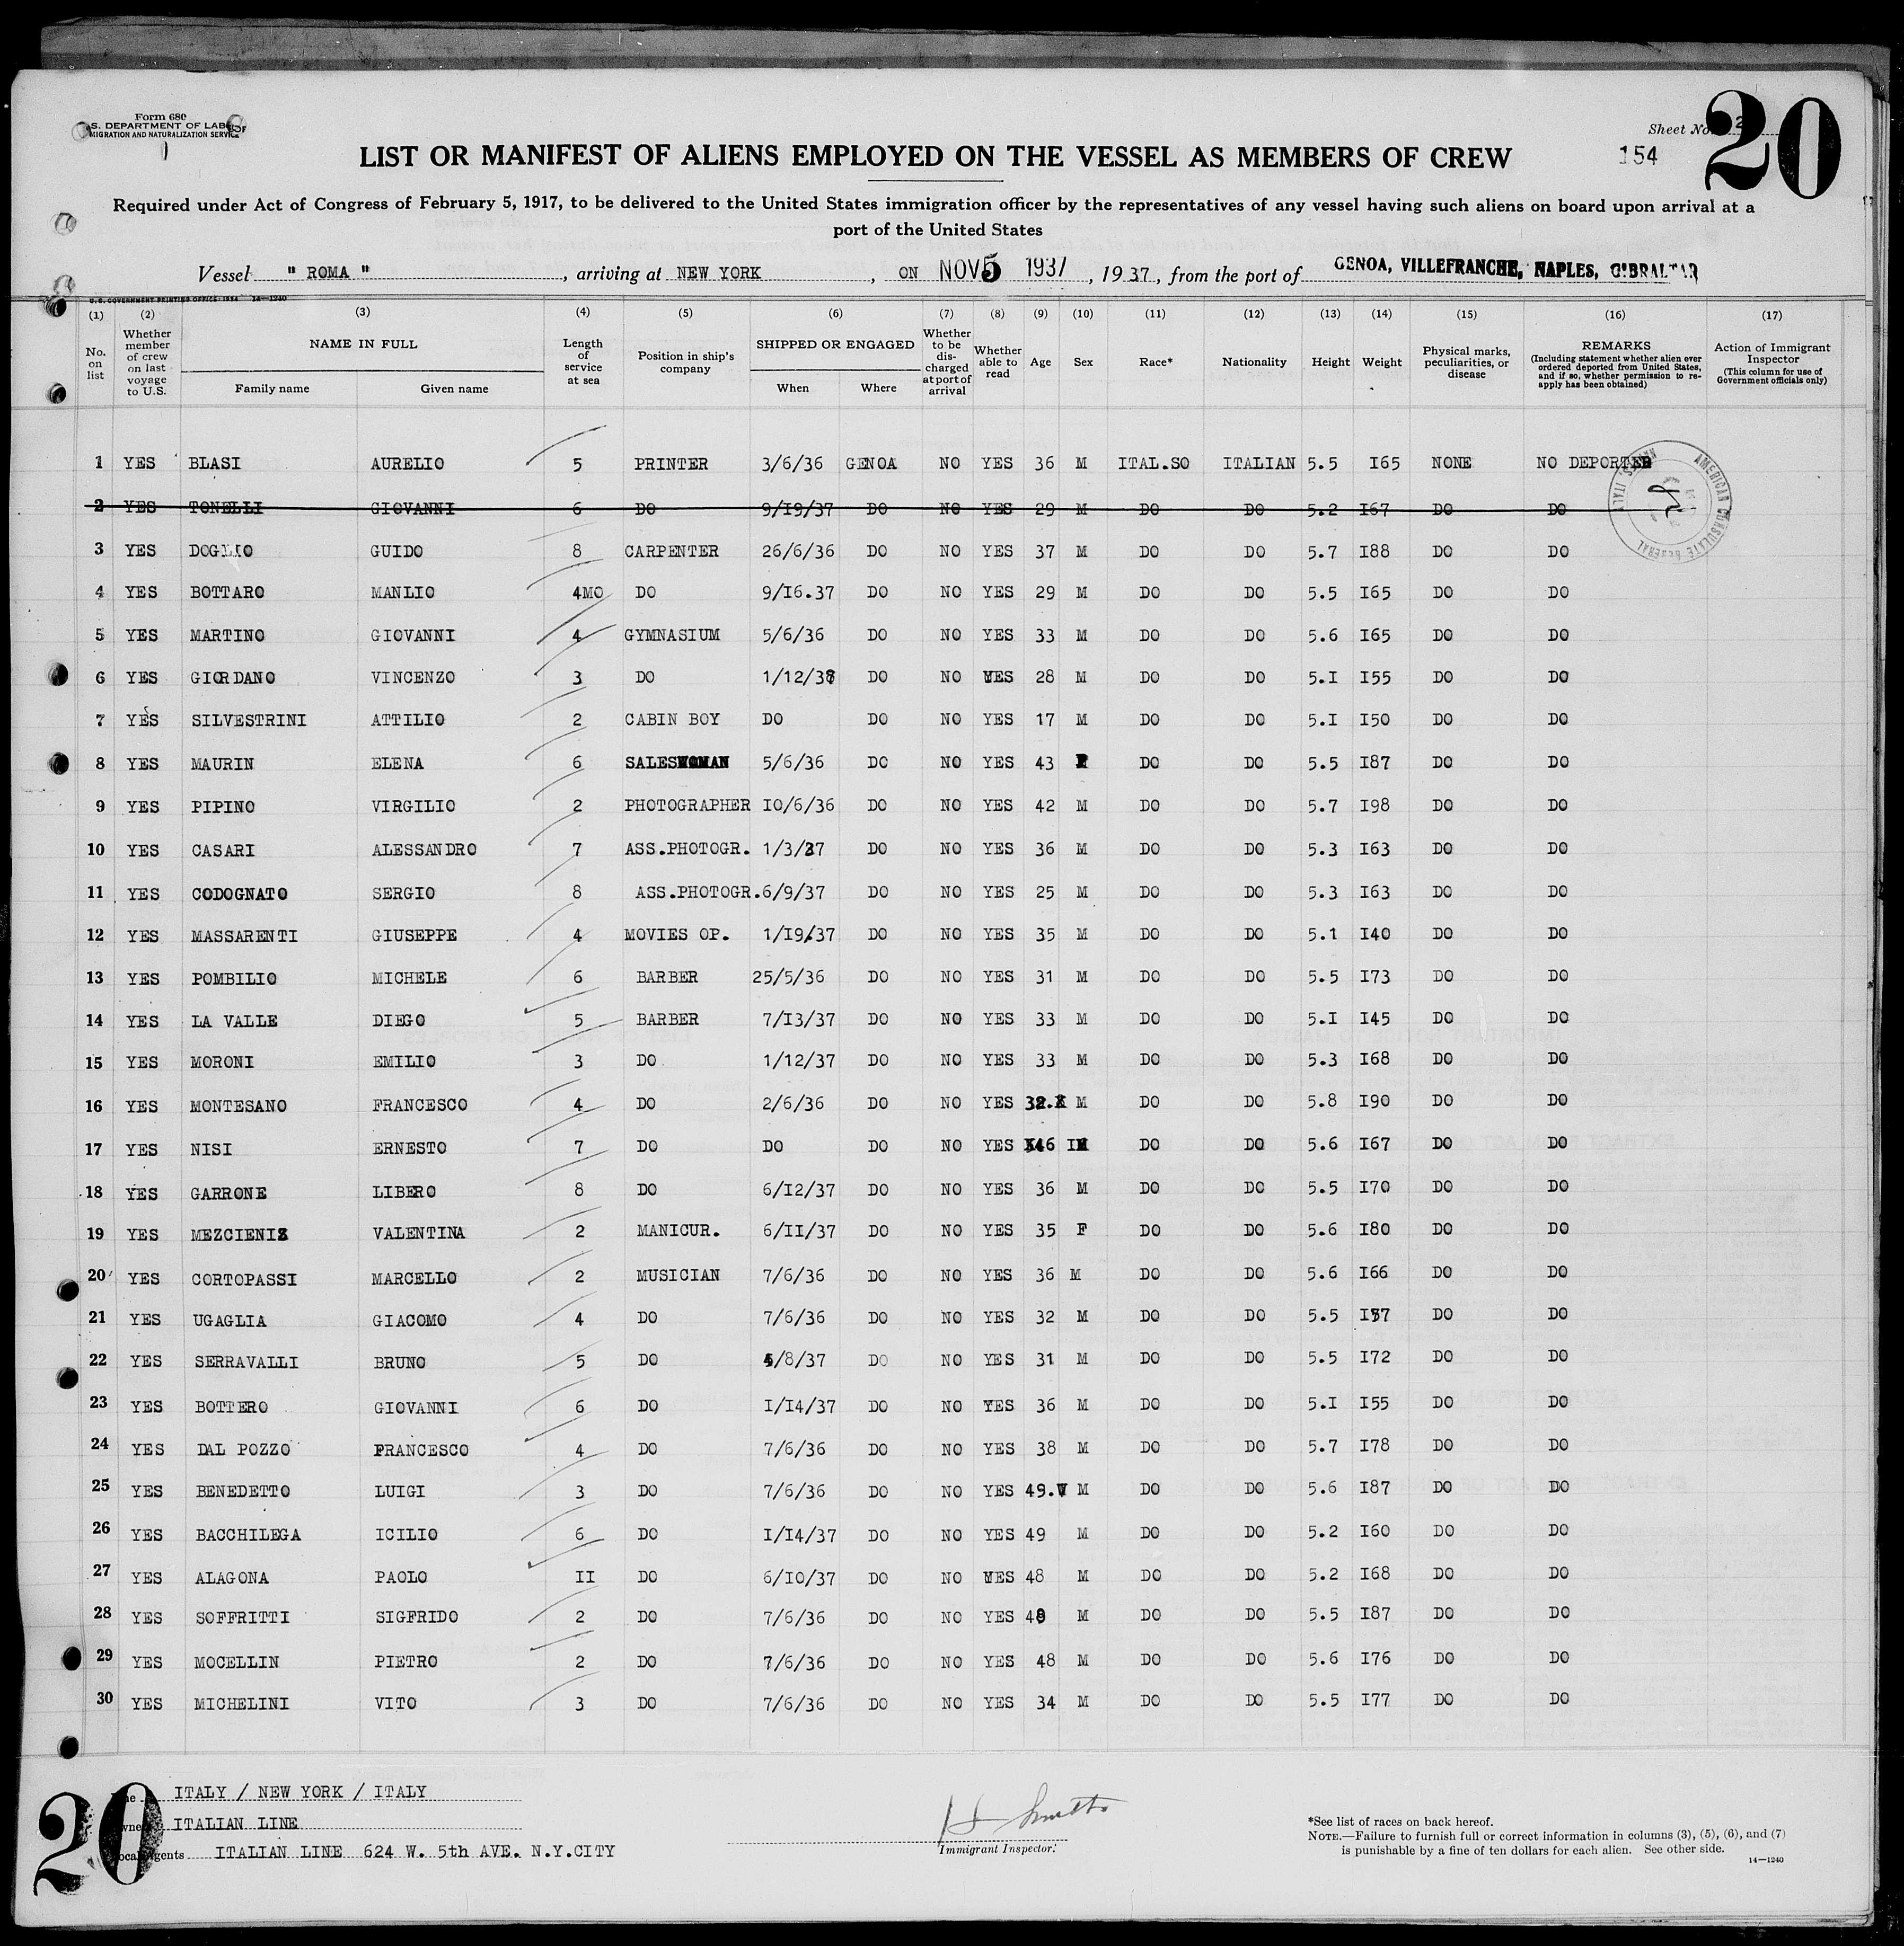 Form 680
S. DEPARTMENT OF LABOR
MIGRATION AND NATURALIZATION SERVICE
Sheet No. 2
20
154
LIST OR MANIFEST OF ALIENS EMPLOYED ON THE VESSEL AS MEMBERS OF CREW
Required under Act of Congress of February 5, 1917, to be delivered to the United States immigration officer by the representatives of any vessel having such aliens on board upon arrival at a
port of the United States
Vessel " ROMA " , arriving at NEW YORK , ON NOV 5 1937 , 1937, from the port of GENOA, VILLEFRANCHE, NAPLES, GIBRALTAR
U. S. GOVERNMENT PRINTING OFFICE: 1934 14—1240
(1) (2) (3) (4) (5) (6) (7) (8) (9) (10) (11) (12) (13) (14) (15) (16) (17)
No. on list
Whether member of crew on last voyage to U.S.
NAME IN FULL
Family name Given name
Length of service at sea
Position in ship's company
SHIPPED OR ENGAGED
When Where
Whether to be discharged at port of arrival
Whether able to read
Age
Sex
Race*
Nationality
Height
Weight
Physical marks, peculiarities, or disease
REMARKS
(Including statement whether alien ever ordered deported from United States, and if so, whether permission to reapply has been obtained)
Action of Immigrant Inspector
(This column for use of Government officials only)
1 YES BLASI AURELIO 5 PRINTER 3/6/36 GENOA NO YES 36 M ITAL.SO ITALIAN 5.5 I65 NONE NO DEPORTED
2 YES TONELLI GIOVANNI 6 DO 9/19/37 DO NO YES 29 M DO DO 5.2 I67 DO DO
3 YES DOGLIO GUIDO 8 CARPENTER 26/6/36 DO NO YES 37 M DO DO 5.7 I88 DO DO
4 YES BOTTARO MANLIO 4MO DO 9/I6.37 DO NO YES 29 M DO DO 5.5 I65 DO DO
5 YES MARTINO GIOVANNI 4 GYMNASIUM 5/6/36 DO NO YES 33 M DO DO 5.6 I65 DO DO
6 YES GIORDANO VINCENZO 3 DO 1/12/37 DO NO YES 28 M DO DO 5.I I55 DO DO
7 YES SILVESTRINI ATTILIO 2 CABIN BOY DO DO NO YES 17 M DO DO 5.I I50 DO DO
8 YES MAURIN ELENA 6 SALESWOMAN 5/6/36 DO NO YES 43 F DO DO 5.5 I87 DO DO
9 YES PIPINO VIRGILIO 2 PHOTOGRAPHER IO/6/36 DO NO YES 42 M DO DO 5.7 I98 DO DO
10 YES CASARI ALESSANDRO 7 ASS.PHOTOGR. 1/3/37 DO NO YES 36 M DO DO 5.3 I63 DO DO
11 YES CODOGNATO SERGIO 8 ASS.PHOTOGR. 6/9/37 DO NO YES 25 M DO DO 5.3 I63 DO DO
12 YES MASSARENTI GIUSEPPE 4 MOVIES OP. 1/I9/37 DO NO YES 35 M DO DO 5.1 I40 DO DO
13 YES POMBILIO MICHELE 6 BARBER 25/5/36 DO NO YES 31 M DO DO 5.5 I73 DO DO
14 YES LA VALLE DIEGO 5 BARBER 7/I3/37 DO NO YES 33 M DO DO 5.I I45 DO DO
15 YES MORONI EMILIO 3 DO 1/12/37 DO NO YES 33 M DO DO 5.3 I68 DO DO
16 YES MONTESANO FRANCESCO 4 DO 2/6/36 DO NO YES 32 M DO DO 5.8 I90 DO DO
17 YES NISI ERNESTO 7 DO DO DO NO YES 46 M DO DO 5.6 I67 DO DO
18 YES GARRONE LIBERO 8 DO 6/I2/37 DO NO YES 36 M DO DO 5.5 I70 DO DO
19 YES MEZCIENIS VALENTINA 2 MANICUR. 6/II/37 DO NO YES 35 F DO DO 5.6 I80 DO DO
20 YES CORTOPASSI MARCELLO 2 MUSICIAN 7/6/36 DO NO YES 36 M DO DO 5.6 I66 DO DO
21 YES UGAGLIA GIACOMO 4 DO 7/6/36 DO NO YES 32 M DO DO 5.5 I57 DO DO
22 YES SERRAVALLI BRUNO 5 DO /8/37 DO NO YES 31 M DO DO 5.5 I72 DO DO
23 YES BOTTERO GIOVANNI 6 DO I/I4/37 DO NO YES 36 M DO DO 5.I I55 DO DO
24 YES DAL POZZO FRANCESCO 4 DO 7/6/36 DO NO YES 38 M DO DO 5.7 I78 DO DO
25 YES BENEDETTO LUIGI 3 DO 7/6/36 DO NO YES 49. M DO DO 5.6 I87 DO DO
26 YES BACCHILEGA ICILIO 6 DO I/I4/37 DO NO YES 49 M DO DO 5.2 I60 DO DO
27 YES ALAGONA PAOLO II DO 6/IO/37 DO NO YES 48 M DO DO 5.2 I68 DO DO
28 YES SOFFRITTI SIGFRIDO 2 DO 7/6/36 DO NO YES 48 M DO DO 5.5 I87 DO DO
29 YES MOCELLIN PIETRO 2 DO 7/6/36 DO NO YES 48 M DO DO 5.6 I76 DO DO
30 YES MICHELINI VITO 3 DO 7/6/36 DO NO YES 34 M DO DO 5.5 I77 DO DO
AMERICAN CONSULATE GENERAL NAPLES, ITALY
20
ITALY / NEW YORK / ITALY
ITALIAN LINE
Local Agents ITALIAN LINE 624 W. 5th AVE. N.Y.CITY
Immigrant Inspector.
*See list of races on back hereof.
NOTE.—Failure to furnish full or correct information in columns (3), (5), (6), and (7)
is punishable by a fine of ten dollars for each alien. See other side.
14—1240